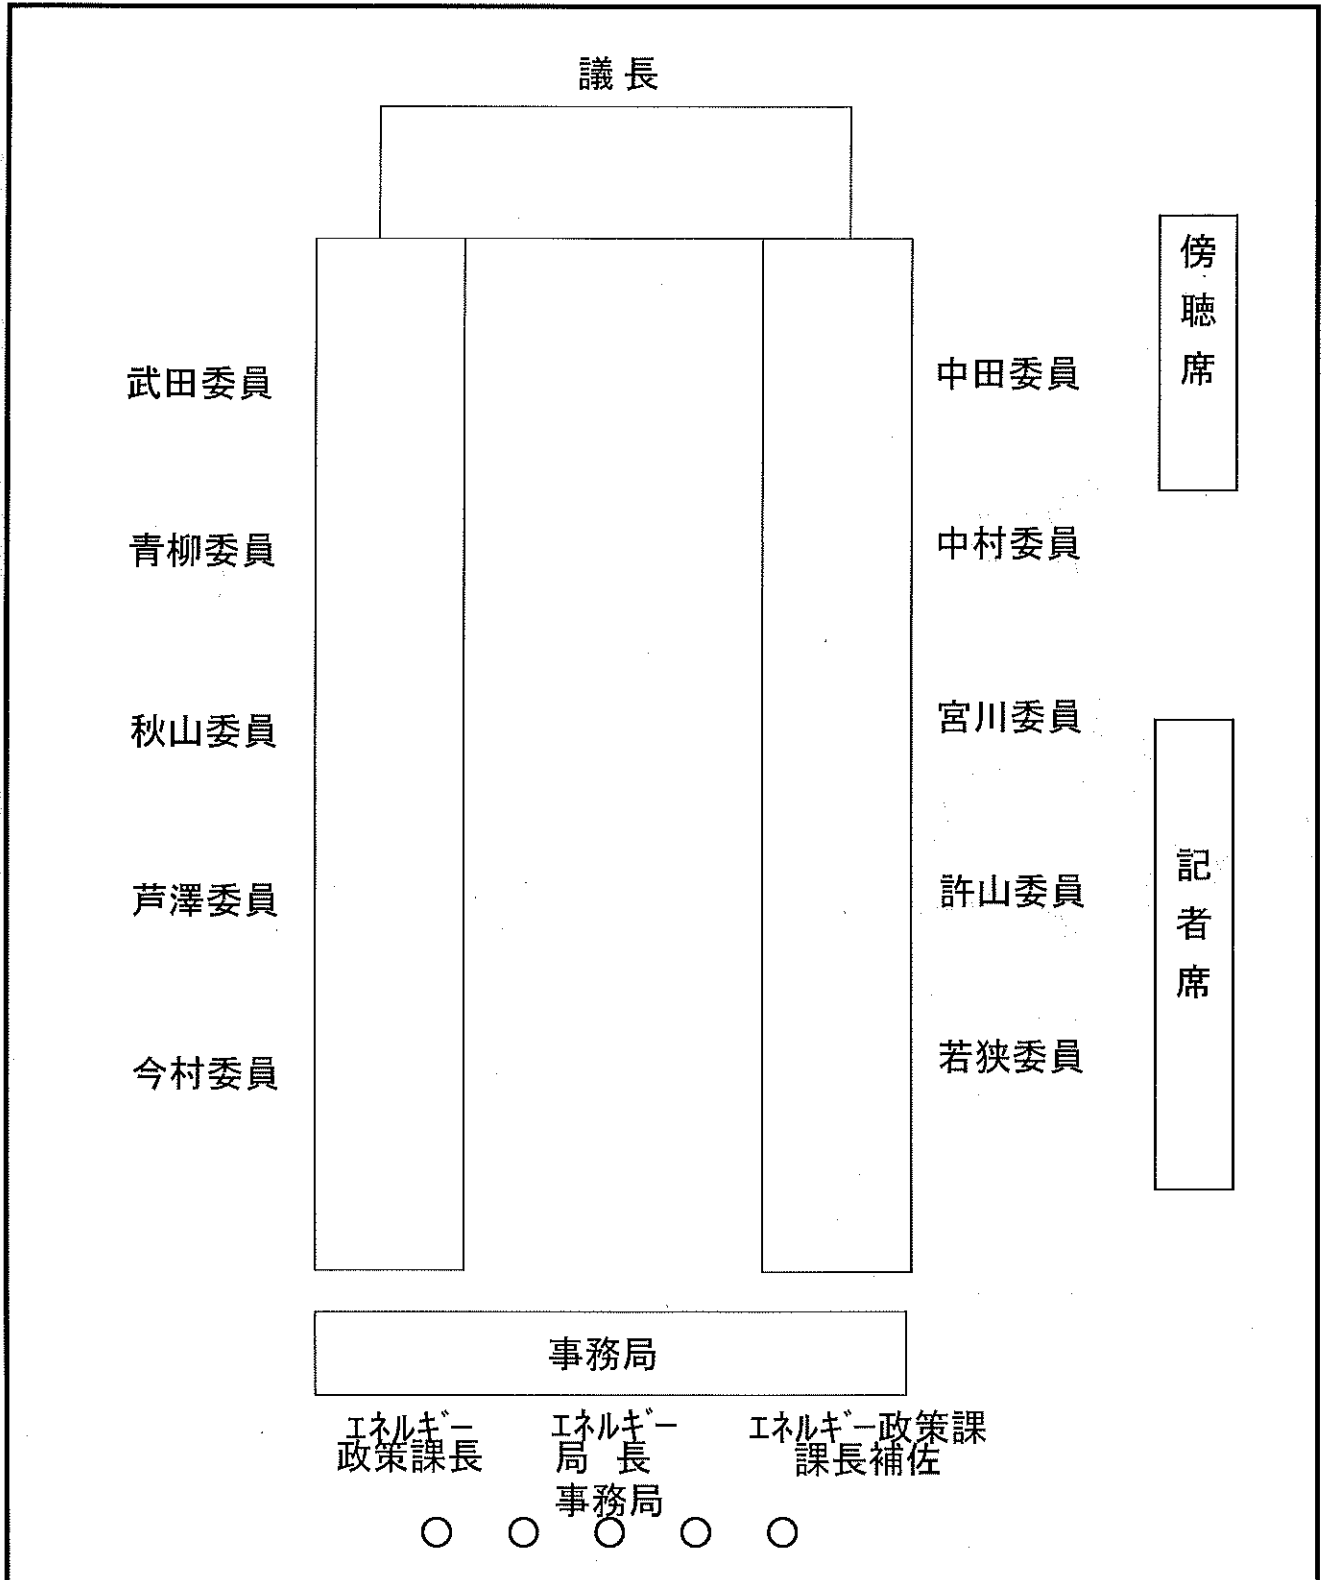 議長
武田委員
青柳委員
秋山委員
芦澤委員
今村委員
中田委員
中村委員
宮川委員
許山委員
若狭委員
傍聴席
記者席
事務局
ｴﾈﾙｷﾞｰ
政策課長
ｴﾈﾙｷﾞｰ
局 長
ｴﾈﾙｷﾞｰ政策課
課長補佐
事務局
○ ○ ○ ○ ○